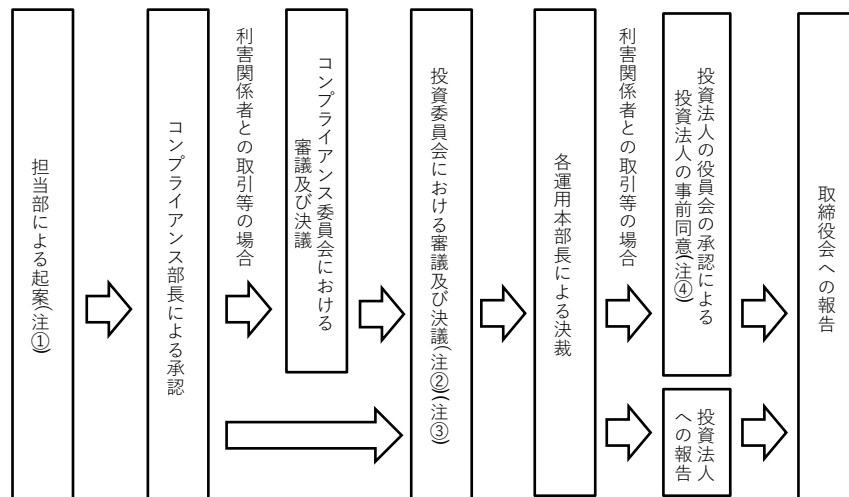 担当部による起案(注①)
コンプライアンス部長による承認
利害関係者との取引等の場合
コンプライアンス委員会における
審議及び決議
投資委員会における審議及び決議(注②)(注③)
各運用本部長による決裁
利害関係者との取引等の場合
投資法人の役員会の承認による
投資法人の事前同意(注④)
投資法人
への報告
取締役会への報告